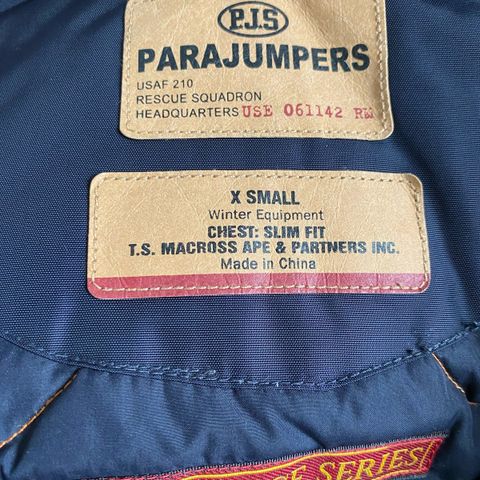 P.J.S
PARAJUMPERS
USAF 210
RESCUE SQUADRON
HEADQUARTERS USE 061142 RM
X SMALL
Winter Equipment
CHEST: SLIM FIT
T.S. MACROSS APE & PARTNERS INC.
Made in China
SERIES